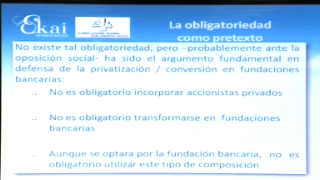 Ekai
La obligatoriedad
como pretexto
No existe tal obligatoriedad, pero –probablemente ante la
oposición social- ha sido el argumento fundamental en
defensa de la privatización / conversión en fundaciones
bancarias:
.. No es obligatorio incorporar accionistas privados
.. No es obligatorio transformarse en fundaciones
bancarias
.. Aunque se optara por la fundación bancaria, no es
obligatorio utilizar este tipo de composición